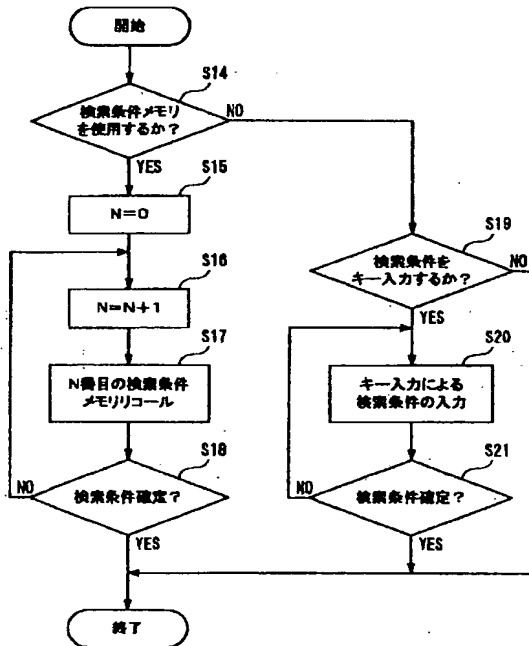 開始
S14
検索条件メモリ
を使用するか？
NO
YES
S15
N=0
S16
N=N+1
S17
N番目の検索条件
メモリリコール
S18
検索条件確定？
NO
YES
S19
検索条件を
キー入力するか？
NO
YES
S20
キー入力による
検索条件の入力
S21
検索条件確定？
NO
YES
終了